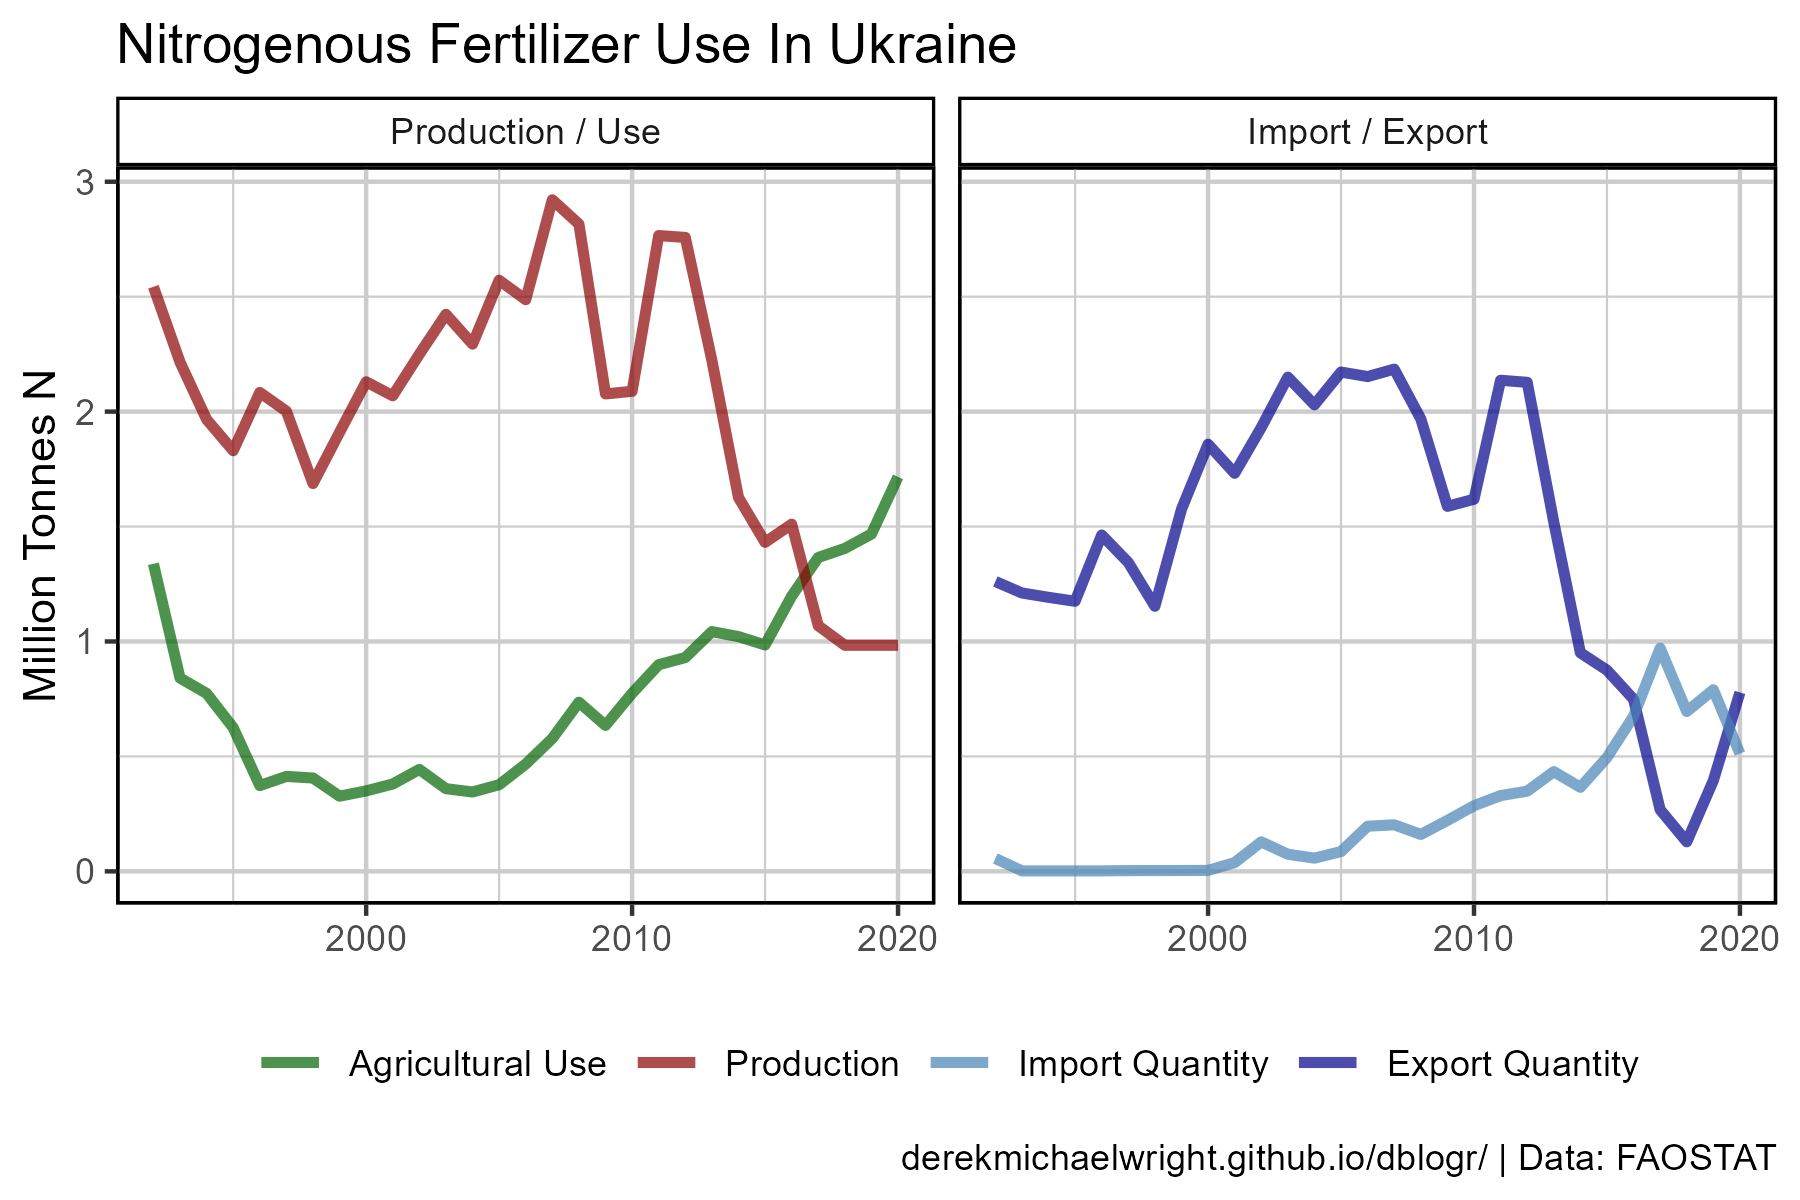 Nitrogenous Fertilizer Use In Ukraine
Production / Use
Import / Export
Million Tonnes N
3
2
1
0
2000 2010 2020
2000 2010 2020
Agricultural Use Production Import Quantity Export Quantity
derekmichaelwright.github.io/dblogr/ | Data: FAOSTAT